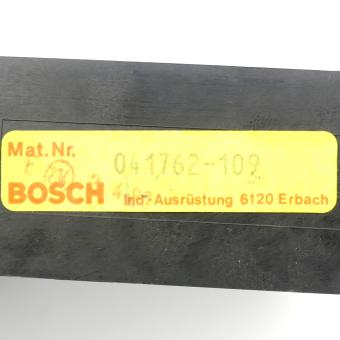 Mat.Nr. 041762-109
BOSCH Ind.-Ausrüstung 6120 Erbach